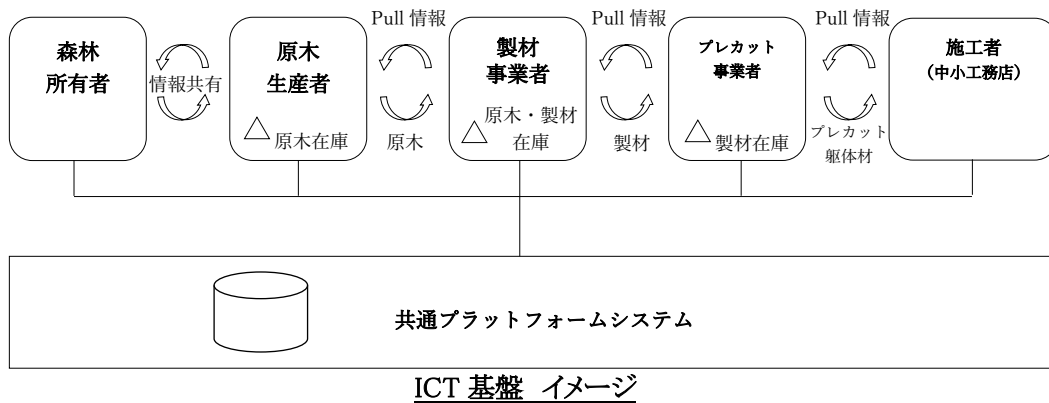 Pull 情報
Pull 情報
Pull 情報
森林
所有者
情報共有
原木
生産者
原木在庫
原木
製材
事業者
原木・製材
在庫
製材
プレカット
事業者
製材在庫
プレカット
躯体材
施工者
（中小工務店）
共通プラットフォームシステム
ICT 基盤 イメージ